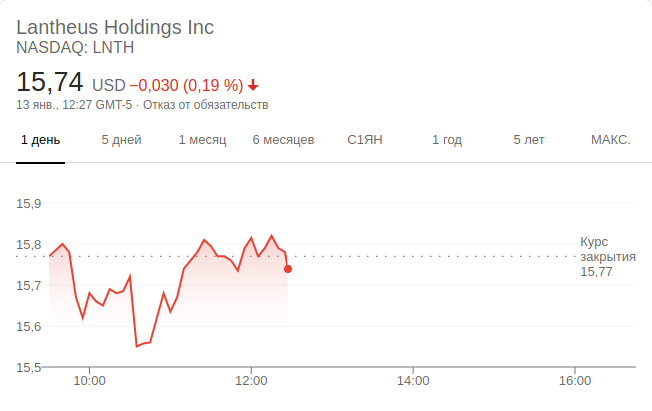 Lantheus Holdings Inc
NASDAQ: LNTH
15,74 USD −0,030 (0,19 %)
13 янв., 12:27 GMT-5 · Отказ от обязательств
1 день 5 дней 1 месяц 6 месяцев С1ЯН 1 год 5 лет МАКС.
15,9
15,8
15,7
15,6
15,5
Курс
закрытия
15,77
10:00 12:00 14:00 16:00